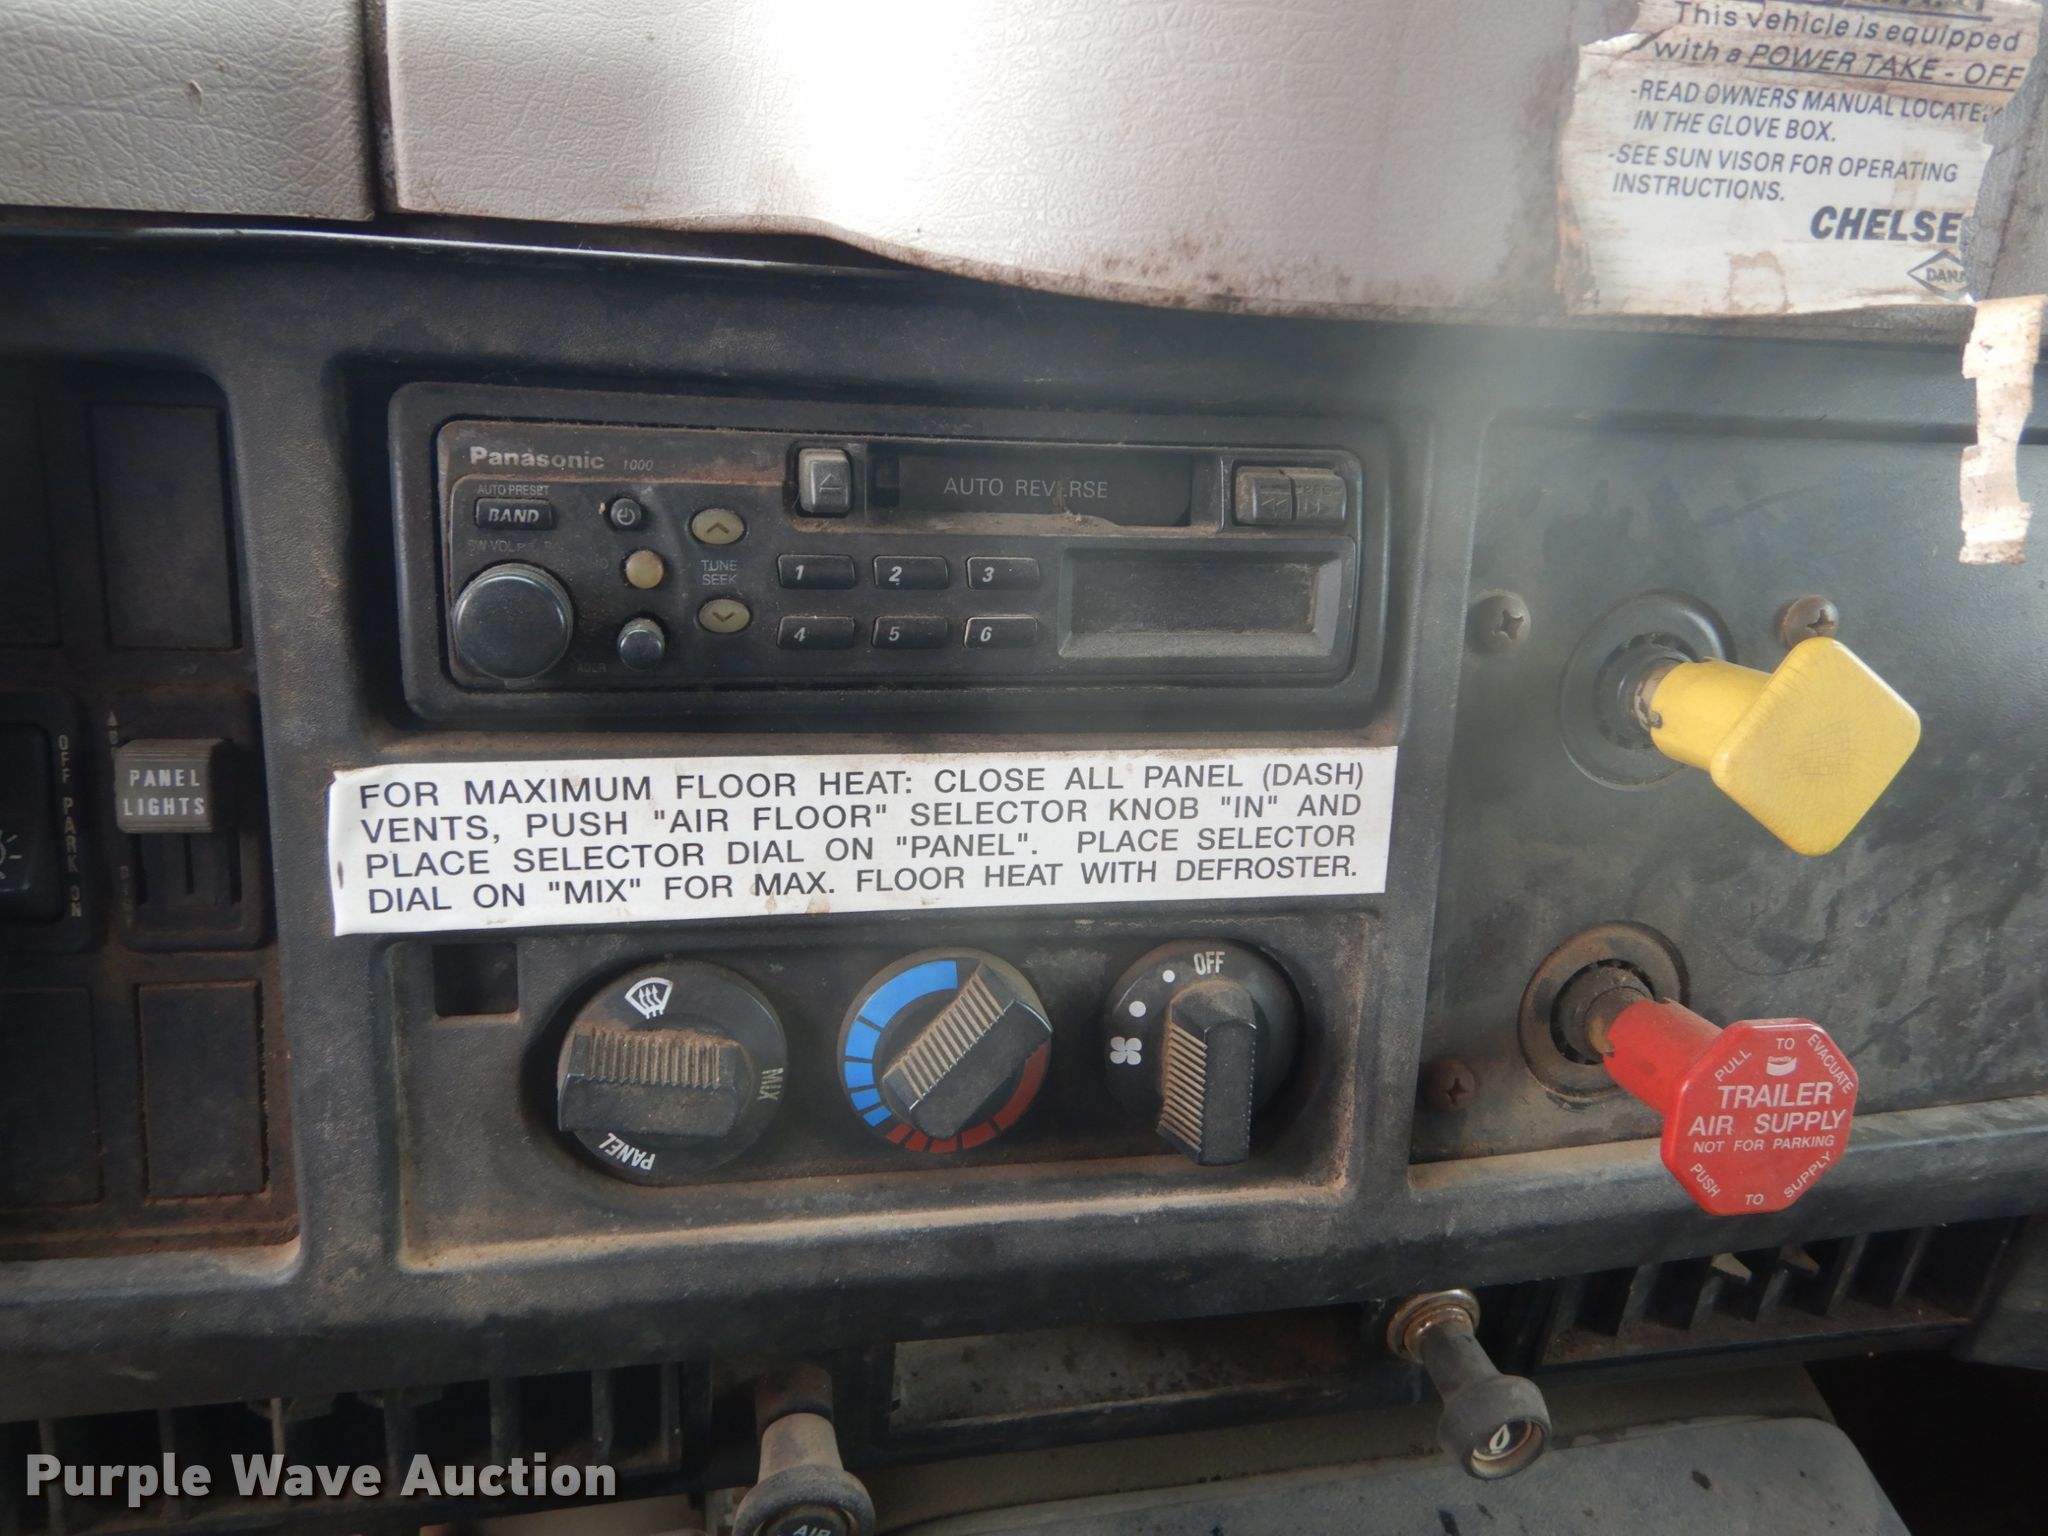 This vehicle is equipped
with a POWER TAKE - OFF
-READ OWNERS MANUAL
IN THE GLOVE BOX.
-SEE SUN VISOR FOR OPERATING
INSTRUCTIONS.
CHELSE
DANA
Panasonic 1000
AUTO PRESET
BAND
TUNE
SEEK
AUTO REVERSE
1 2 3
4 5 6
OFF PARK ON
PANEL
LIGHTS
FOR MAXIMUM FLOOR HEAT: CLOSE ALL PANEL (DASH)
VENTS, PUSH "AIR FLOOR" SELECTOR KNOB "IN" AND
PLACE SELECTOR DIAL ON "PANEL". PLACE SELECTOR
DIAL ON "MIX" FOR MAX. FLOOR HEAT WITH DEFROSTER.
MIX
PANEL
OFF
PULL TO EVACUATE
Bendix
TRAILER
AIR SUPPLY
NOT FOR PARKING
PUSH TO SUPPLY
AIR
Purple Wave Auction